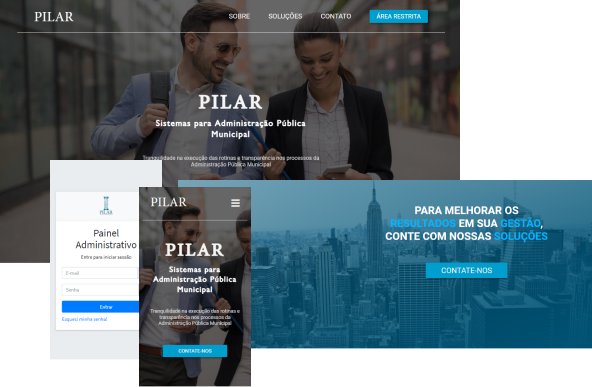 PILAR
SOBRE SOLUÇÕES CONTATO ÁREA RESTRITA
PILAR
Sistemas para Administração Pública
Municipal
Tranquilidade na execução das rotinas e transparência nos processos da
Administração Pública Municipal
PILAR
Painel
Administrativo
Entre para iniciar sessão
E-mail
Senha
Entrar
Esqueci minha senha!
PILAR
PILAR
Sistemas para
Administração Pública
Municipal
Tranquilidade na execução das rotinas e
transparência nos processos da
Administração Pública Municipal
CONTATE-NOS
PARA MELHORAR OS
RESULTADOS EM SUA GESTÃO,
CONTE COM NOSSAS SOLUÇÕES
CONTATE-NOS